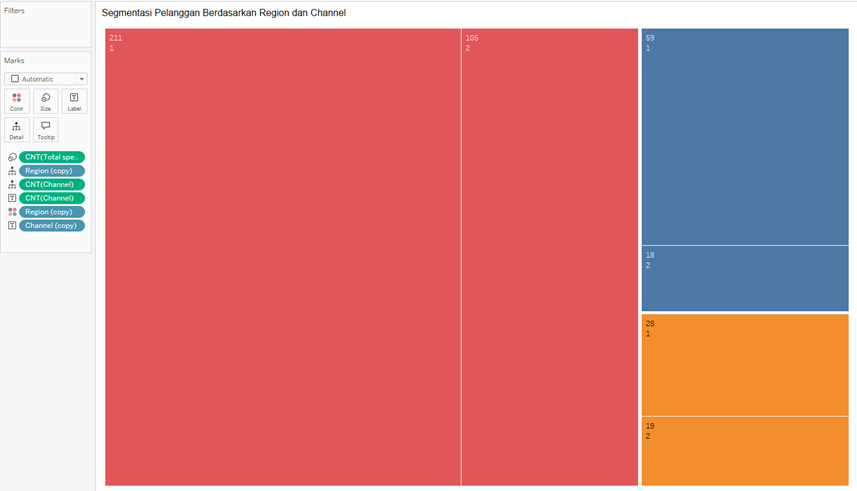 Filters
Segmentasi Pelanggan Berdasarkan Region dan Channel
Marks
Automatic
Color
Size
Label
Detail
Tooltip
CNT(Total spe..
Region (copy)
CNT(Channel)
CNT(Channel)
Region (copy)
Channel (copy)
211
1
105
2
59
1
18
2
28
1
19
2